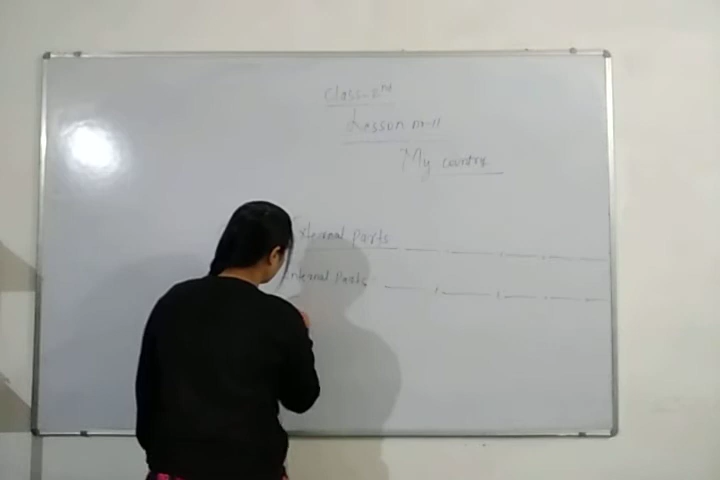 Class-2nd
Lesson no-11
My country
External Parts
Internal Parts